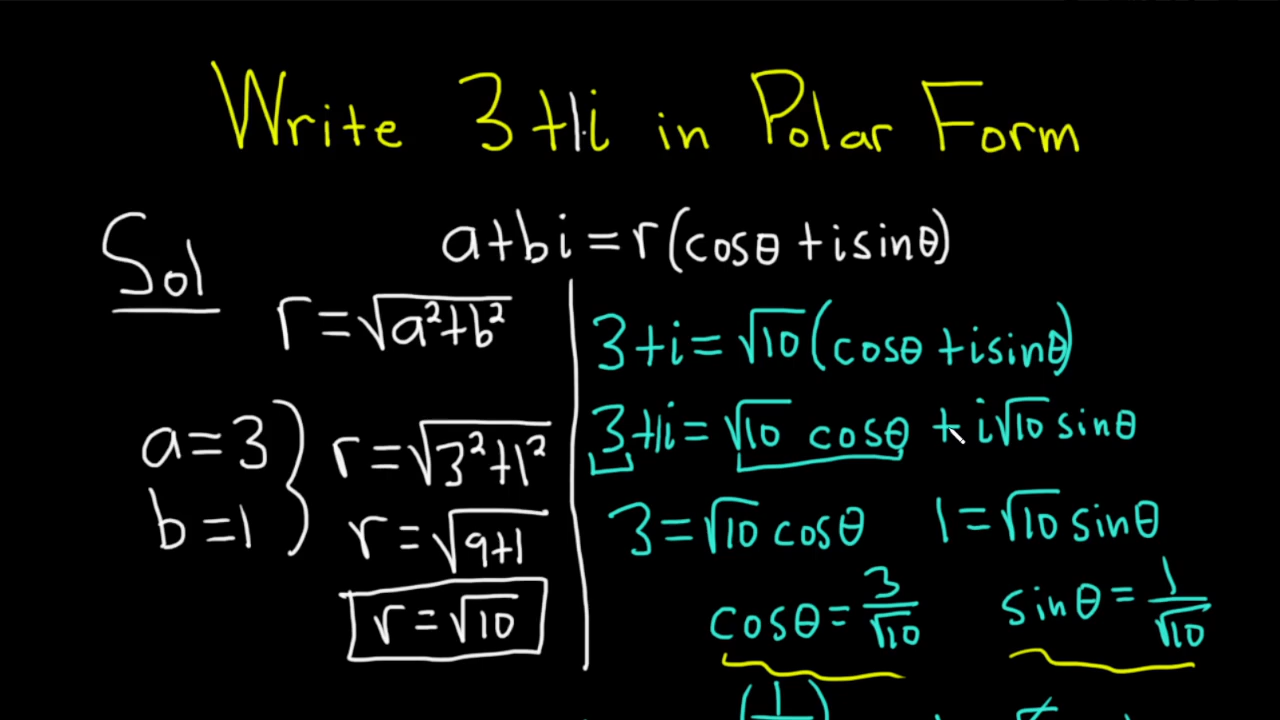 Write 3+1i in Polar Form
Sol
a+bi=r(cosθ+isinθ)
r=√a²+b²
a=3
b=1
r=√3²+1²
r=√9+1
r=√10
3+i=√10(cosθ+isinθ)
3+1i=√10 cosθ + i√10 sinθ
3=√10 cosθ 1=√10 sinθ
cosθ=3/√10 sinθ=1/√10
(1